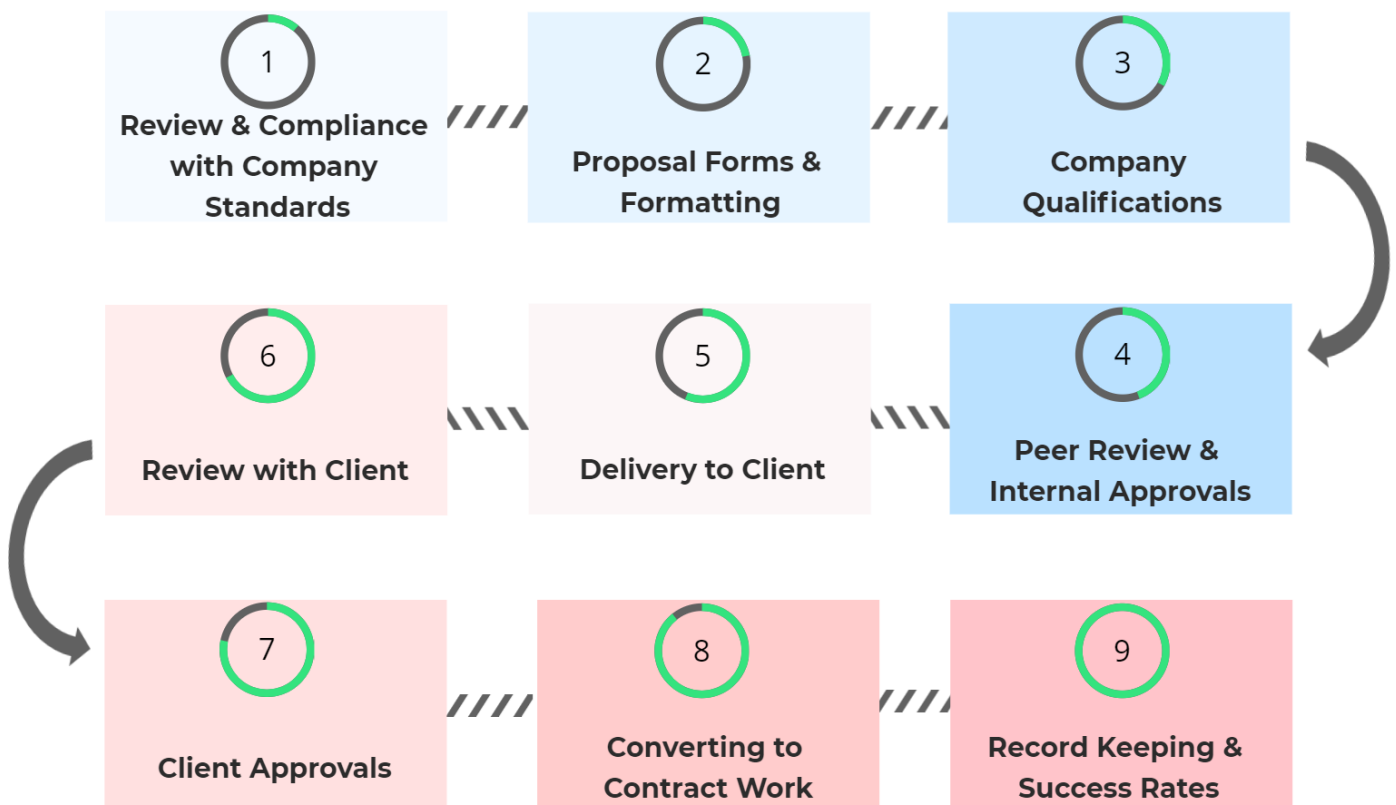 1
Review & Compliance
with Company
Standards
2
Proposal Forms &
Formatting
3
Company
Qualifications
4
Peer Review &
Internal Approvals
5
Delivery to Client
6
Review with Client
7
Client Approvals
8
Converting to
Contract Work
9
Record Keeping &
Success Rates